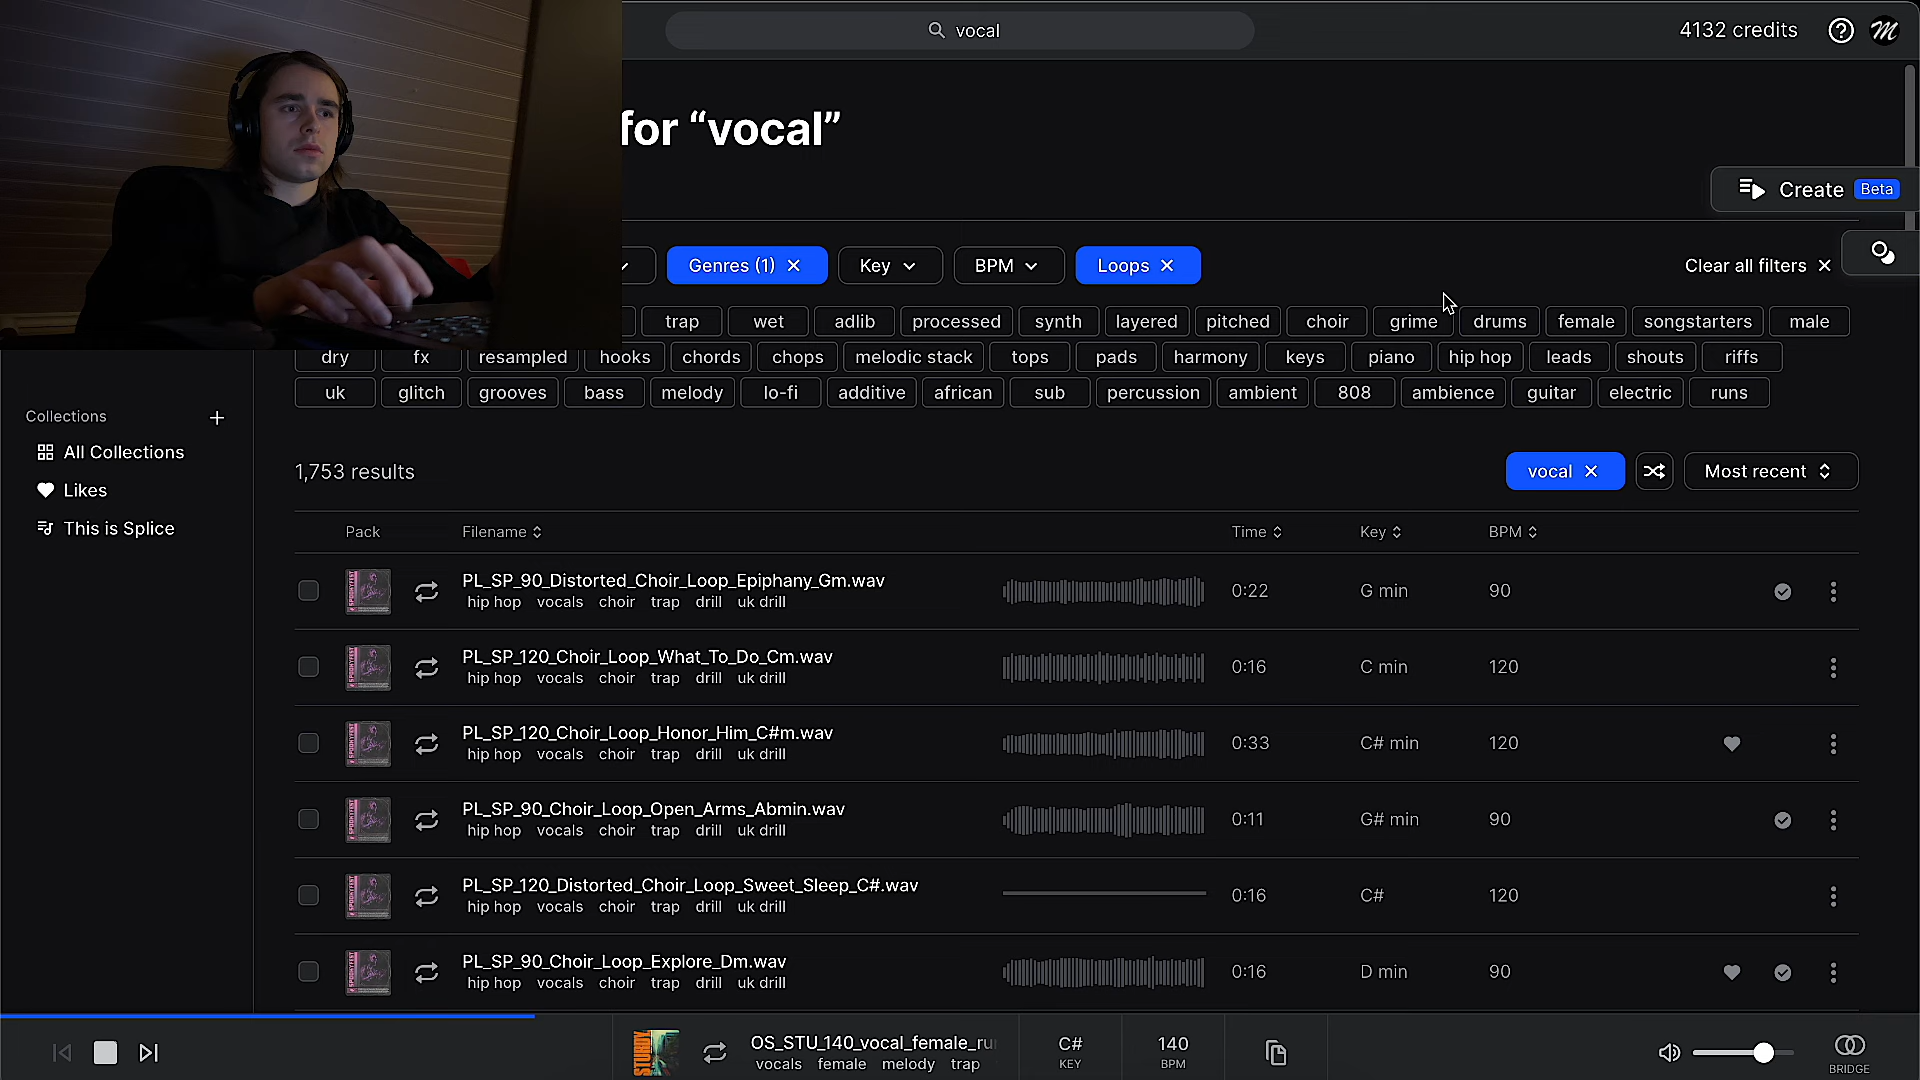 vocal
4132 credits
for “vocal”
Create Beta
Genres (1)
Key
BPM
Loops
Clear all filters
trap wet adlib processed synth layered pitched choir grime drums female songstarters male
dry fx resampled hooks chords chops melodic stack tops pads harmony keys piano hip hop leads shouts riffs
uk glitch grooves bass melody lo-fi additive african sub percussion ambient 808 ambience guitar electric runs
Collections
All Collections
Likes
This is Splice
1,753 results
vocal
Most recent
Pack Filename Time Key BPM
PL_SP_90_Distorted_Choir_Loop_Epiphany_Gm.wav
hip hop vocals choir trap drill uk drill
0:22 G min 90
PL_SP_120_Choir_Loop_What_To_Do_Cm.wav
hip hop vocals choir trap drill uk drill
0:16 C min 120
PL_SP_120_Choir_Loop_Honor_Him_C#m.wav
hip hop vocals choir trap drill uk drill
0:33 C# min 120
PL_SP_90_Choir_Loop_Open_Arms_Abmin.wav
hip hop vocals choir trap drill uk drill
0:11 G# min 90
PL_SP_120_Distorted_Choir_Loop_Sweet_Sleep_C#.wav
hip hop vocals choir trap drill uk drill
0:16 C# 120
PL_SP_90_Choir_Loop_Explore_Dm.wav
hip hop vocals choir trap drill uk drill
0:16 D min 90
STURDY
OS_STU_140_vocal_female_ru
vocals female melody trap
C#
KEY
140
BPM
BRIDGE